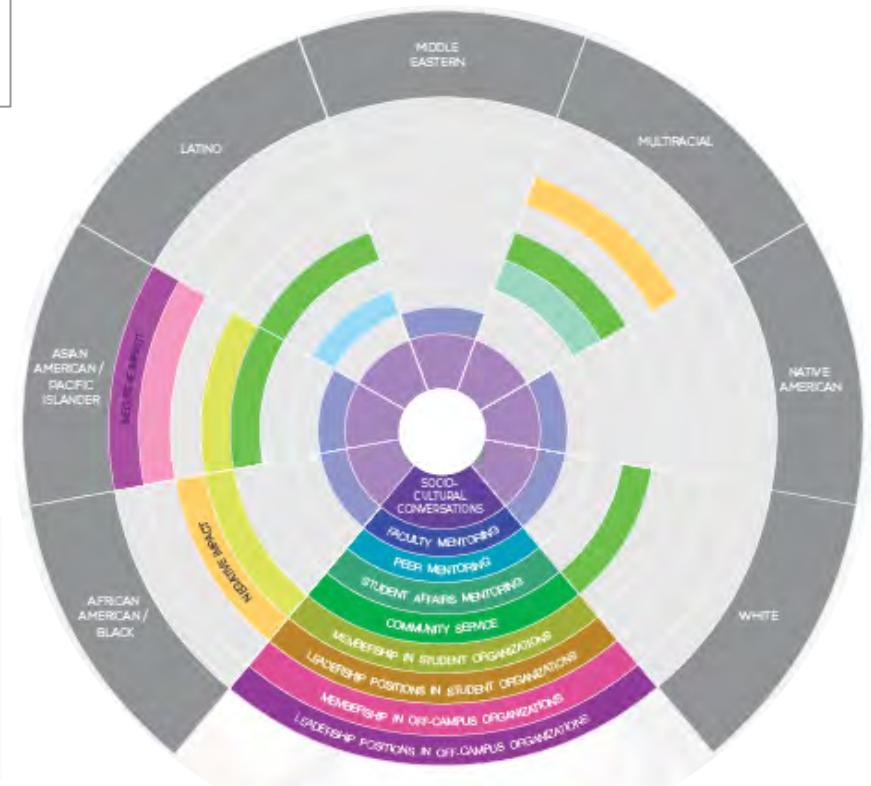 MIDDLE
EASTERN
LATINO
MULTIRACIAL
ASIAN
AMERICAN /
PACIFIC
ISLANDER
NEGATIVE IMPACT
NATIVE
AMERICAN
SOCIO-
CULTURAL
CONVERSATIONS
FACULTY MENTORING
PEER MENTORING
STUDENT AFFAIRS MENTORING
COMMUNITY SERVICE
MEMBERSHIP IN STUDENT ORGANIZATIONS
LEADERSHIP POSITIONS IN STUDENT ORGANIZATIONS
MEMBERSHIP IN OFF-CAMPUS ORGANIZATIONS
LEADERSHIP POSITIONS IN OFF-CAMPUS ORGANIZATIONS
NEGATIVE IMPACT
AFRICAN
AMERICAN /
BLACK
WHITE